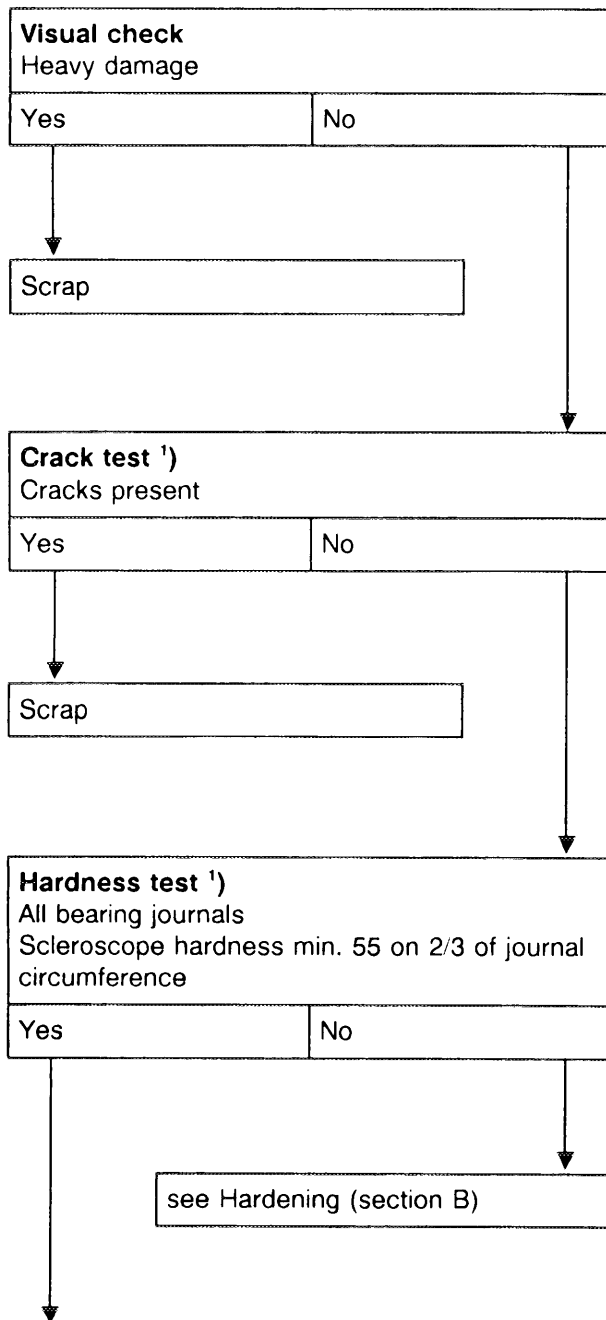 Visual check
Heavy damage
Yes No
Scrap
Crack test ¹)
Cracks present
Yes No
Scrap
Hardness test ¹)
All bearing journals
Scleroscope hardness min. 55 on 2/3 of journal
circumference
Yes No
see Hardening (section B)